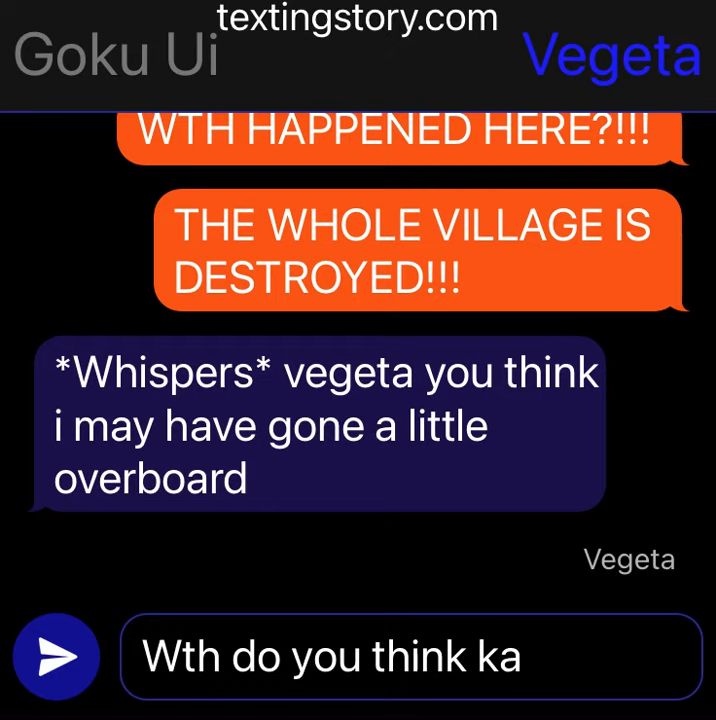 textingstory.com
Goku Ui
Vegeta
WTH HAPPENED HERE?!!!
THE WHOLE VILLAGE IS
DESTROYED!!!
*Whispers* vegeta you think
i may have gone a little
overboard
Vegeta
Wth do you think ka